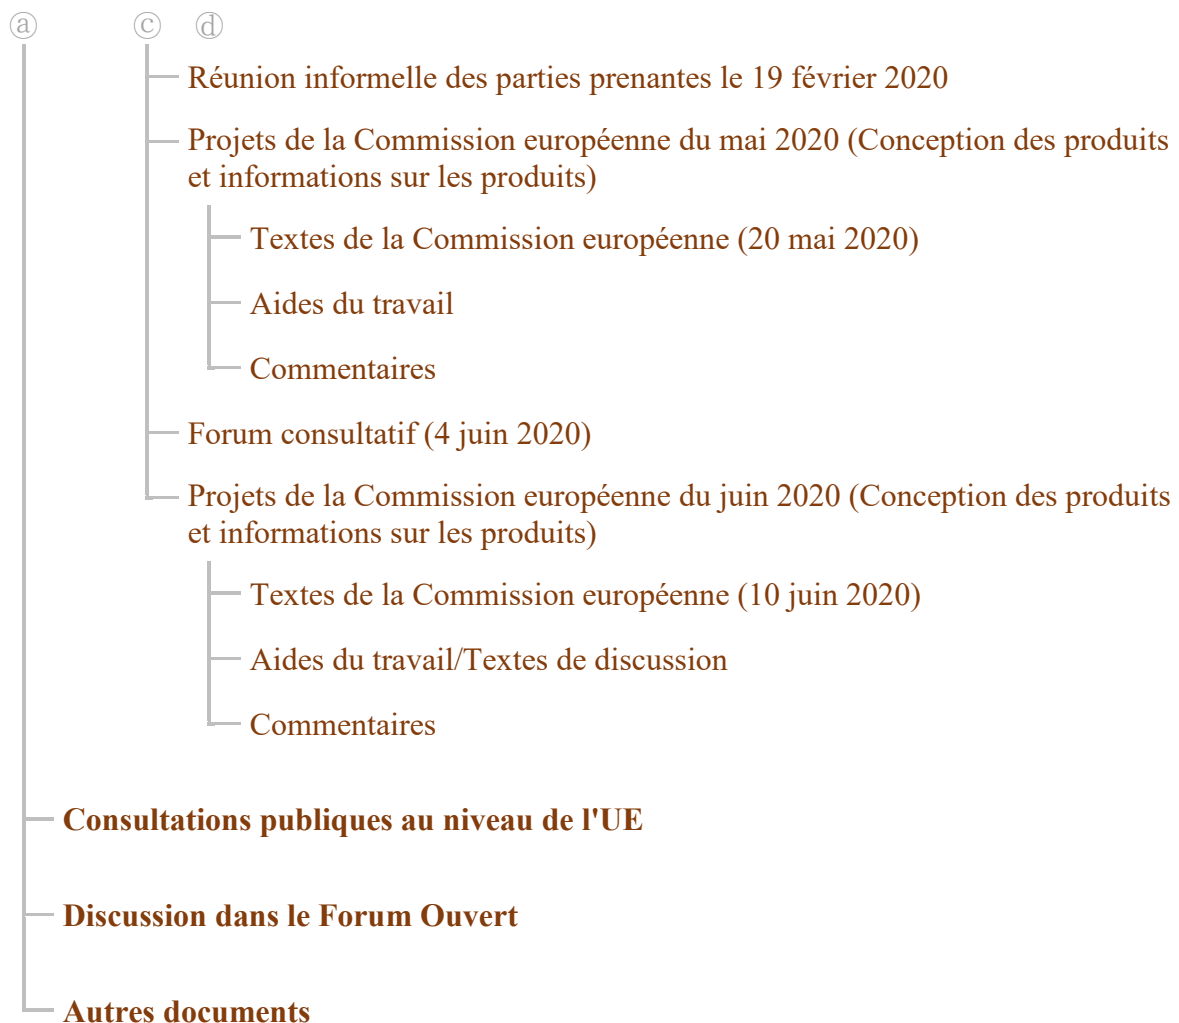 ⓐ ⓒ ⓓ
Réunion informelle des parties prenantes le 19 février 2020
Projets de la Commission européenne du mai 2020 (Conception des produits
et informations sur les produits)
Textes de la Commission européenne (20 mai 2020)
Aides du travail
Commentaires
Forum consultatif (4 juin 2020)
Projets de la Commission européenne du juin 2020 (Conception des produits
et informations sur les produits)
Textes de la Commission européenne (10 juin 2020)
Aides du travail/Textes de discussion
Commentaires
Consultations publiques au niveau de l'UE
Discussion dans le Forum Ouvert
Autres documents